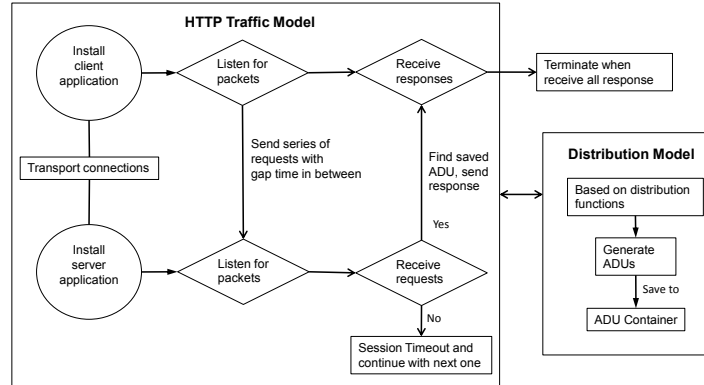 HTTP Traffic Model
Install
client
application
Listen for
packets
Receive
responses
Terminate when
receive all response
Transport connections
Send series of
requests with
gap time in between
Find saved
ADU, send
response
Yes
Install
server
application
Listen for
packets
Receive
requests
No
Session Timeout and
continue with next one
Distribution Model
Based on distribution
functions
Generate
ADUs
Save to
ADU Container